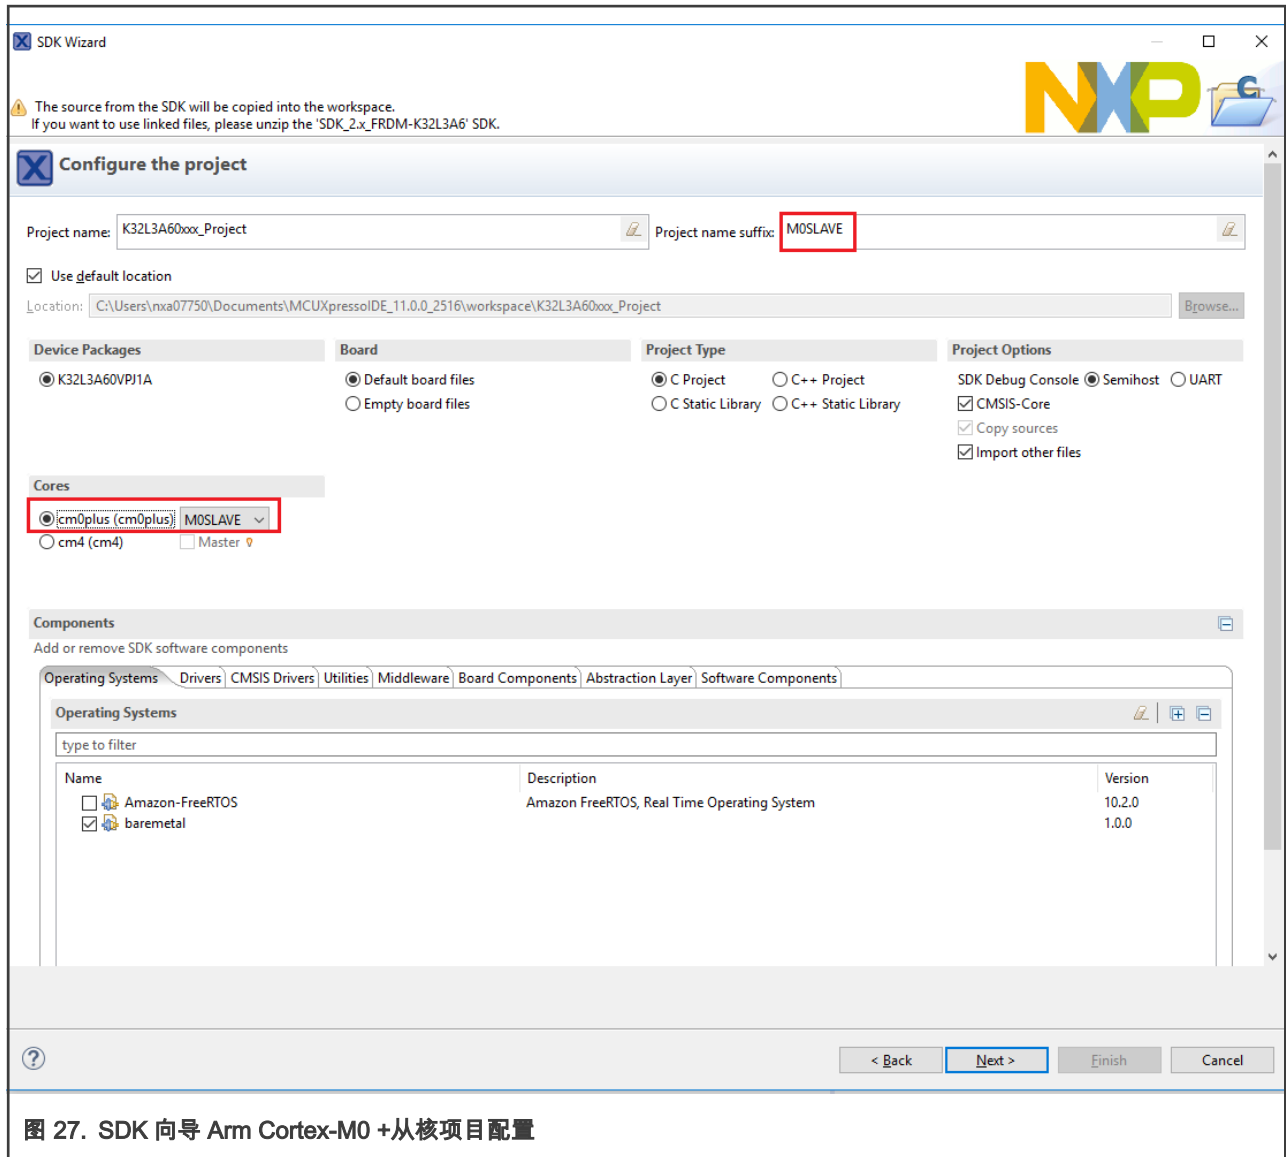 SDK Wizard
The source from the SDK will be copied into the workspace.
If you want to use linked files, please unzip the 'SDK_2.x_FRDM-K32L3A6' SDK.
NXP
Configure the project
Project name: K32L3A60xxx_Project Project name suffix: M0SLAVE
Use default location
Location: C:\Users\nxa07750\Documents\MCUXpressoIDE_11.0.0_2516\workspace\K32L3A60xxx_Project Browse...
Device Packages Board Project Type Project Options
K32L3A60VPJ1A Default board files C Project C++ Project SDK Debug Console Semihost UART
Empty board files C Static Library C++ Static Library CMSIS-Core
Copy sources
Import other files
Cores
cm0plus (cm0plus) M0SLAVE
cm4 (cm4) Master
Components
Add or remove SDK software components
Operating Systems Drivers CMSIS Drivers Utilities Middleware Board Components Abstraction Layer Software Components
Operating Systems
type to filter
Name Description Version
Amazon-FreeRTOS Amazon FreeRTOS, Real Time Operating System 10.2.0
baremetal 1.0.0
< Back Next > Finish Cancel
图 27. SDK 向导 Arm Cortex-M0 +从核项目配置